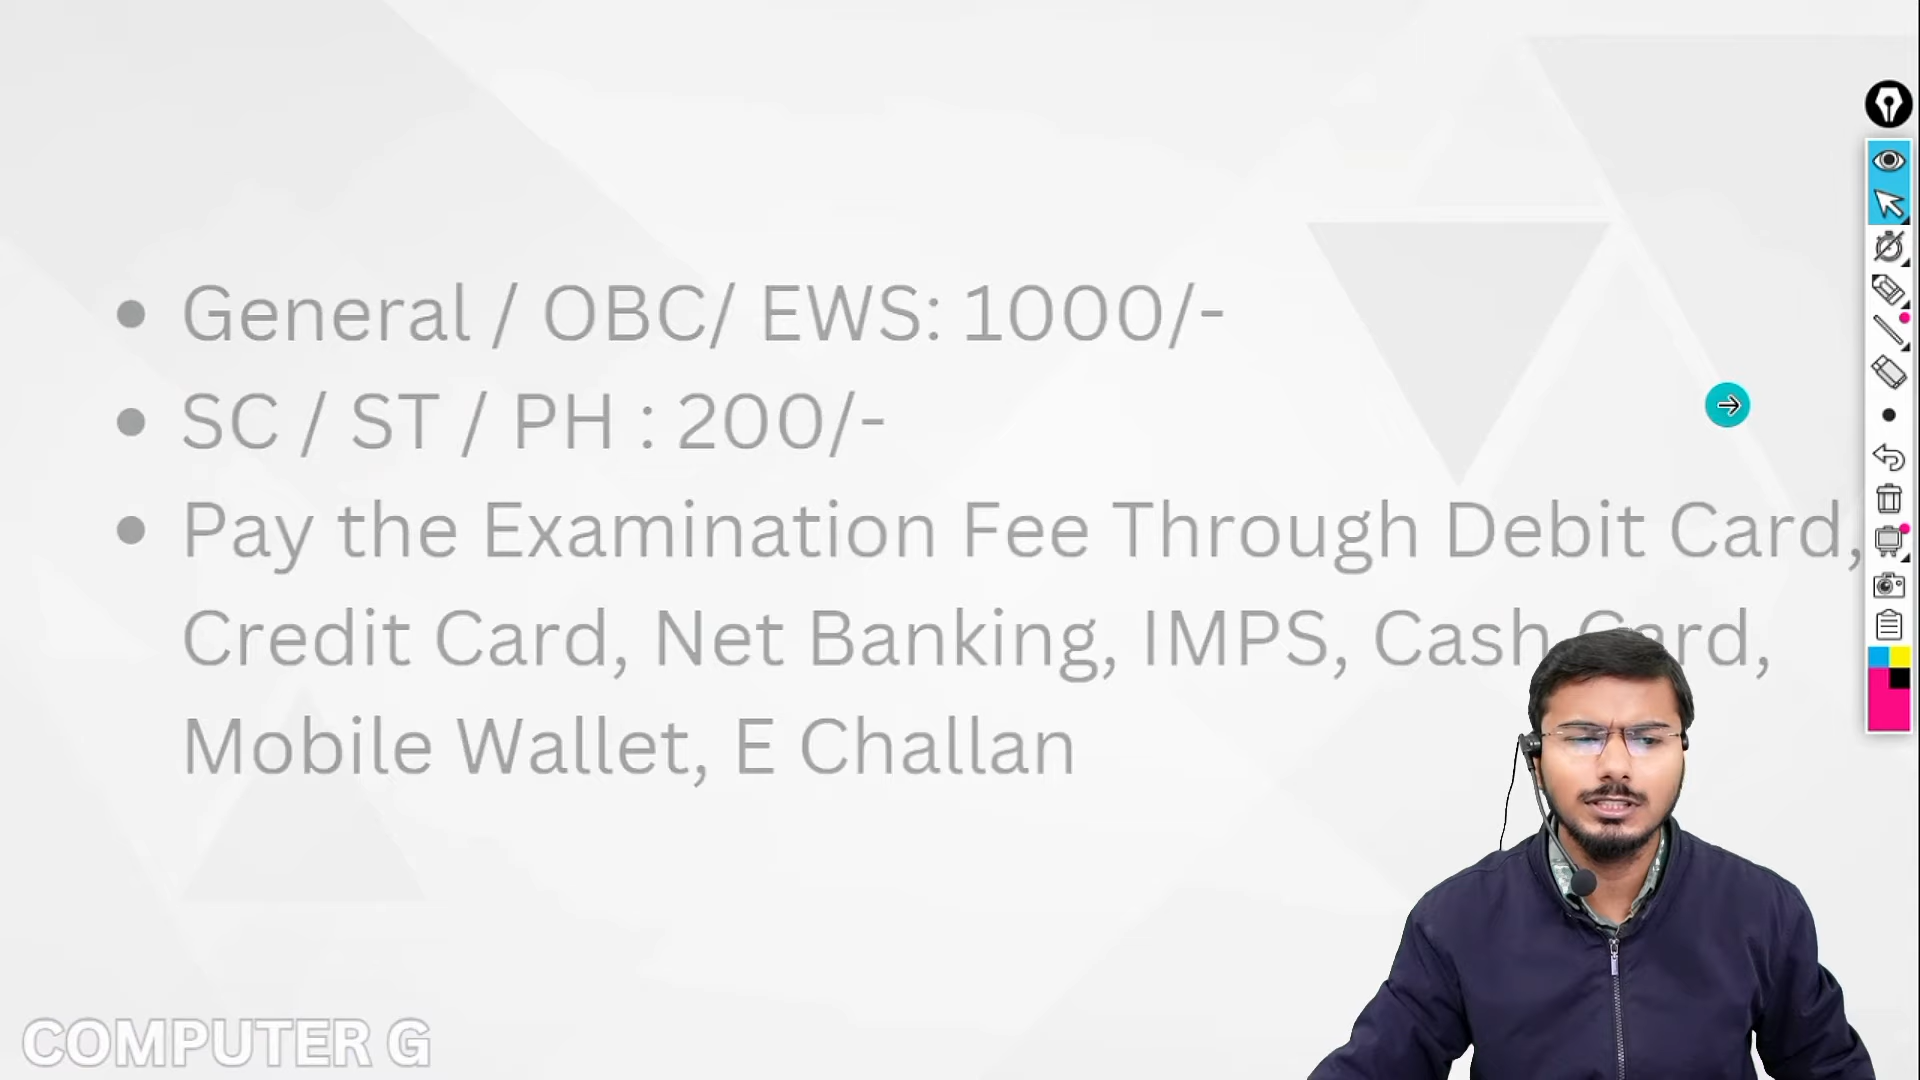 • General / OBC/ EWS: 1000/-
• SC / ST / PH : 200/-
• Pay the Examination Fee Through Debit Card,
Credit Card, Net Banking, IMPS, Cash Card,
Mobile Wallet, E Challan
COMPUTER G